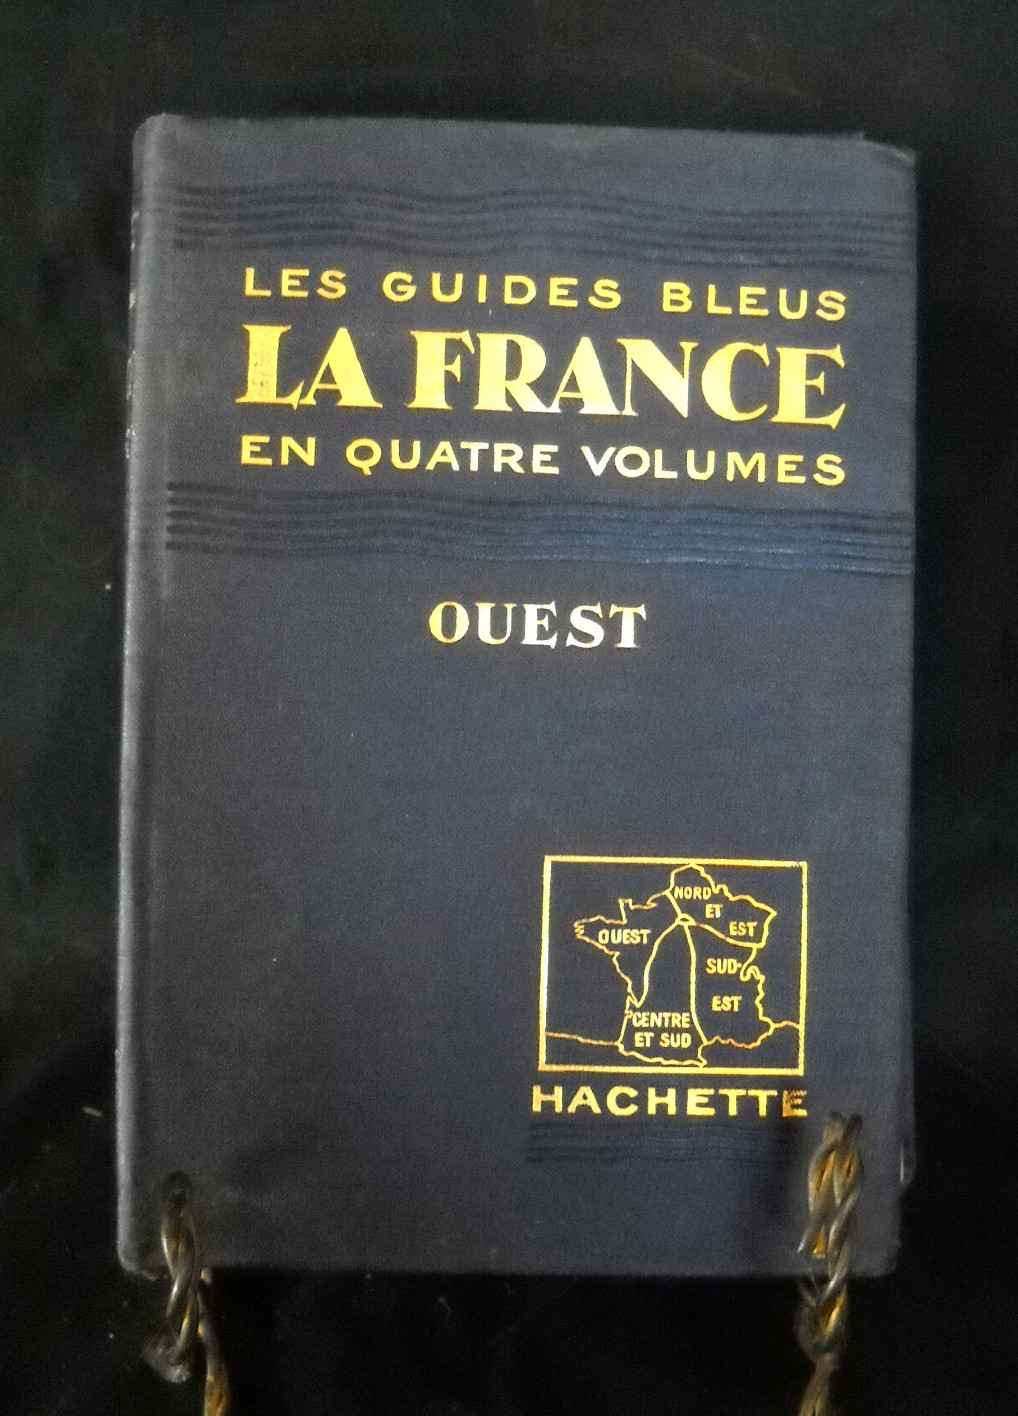 LES GUIDES BLEUS
LA FRANCE
EN QUATRE VOLUMES
OUEST
NORD
ET
EST
OUEST
SUD-
EST
CENTRE
ET SUD
HACHETTE